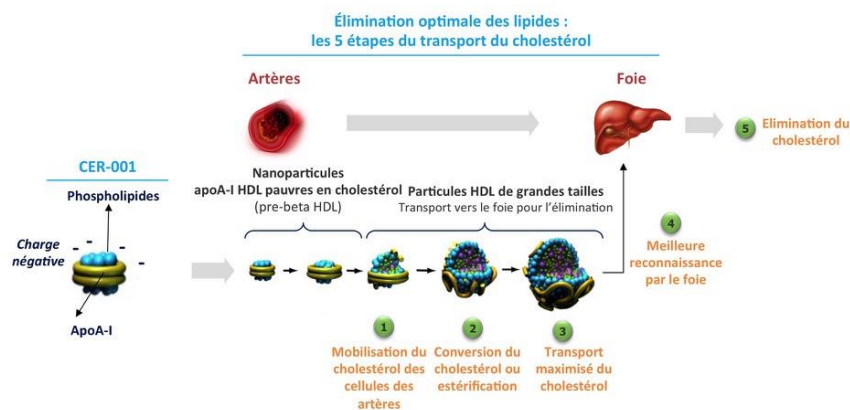 Élimination optimale des lipides :
les 5 étapes du transport du cholestérol
Artères
Foie
5
Elimination du
cholestérol
CER-001
Phospholipides
Charge
négative
ApoA-I
Nanoparticules
apoA-I HDL pauvres en cholestérol
(pre-beta HDL)
Particules HDL de grandes tailles
Transport vers le foie pour l'élimination
4
Meilleure
reconnaissance
par le foie
1
Mobilisation du
cholestérol des
cellules des
artères
2
Conversion du
cholestérol ou
estérification
3
Transport
maximisé du
cholestérol